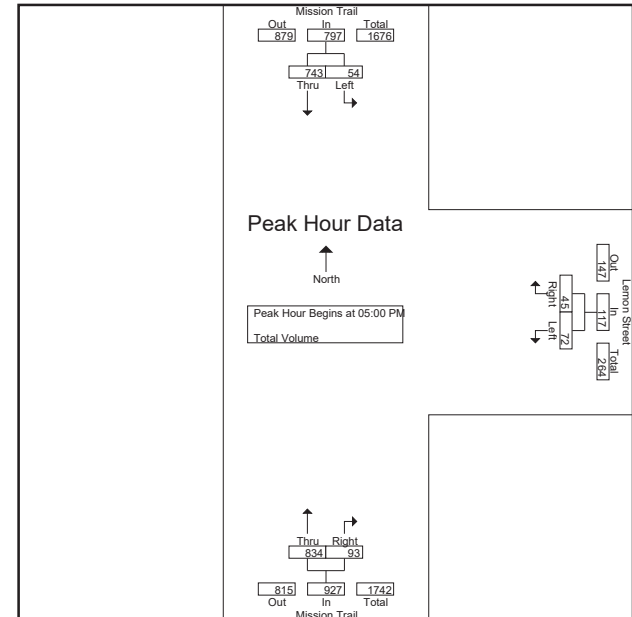 Mission Trail
Out In Total
879 797 1676
743 54
Thru Left
Peak Hour Data
North
Peak Hour Begins at 05:00 PM
Total Volume
Lemon Street
Out In Total
147 117 264
45 72
Right Left
Thru Right
834 93
815 927 1742
Out In Total
Mission Trail